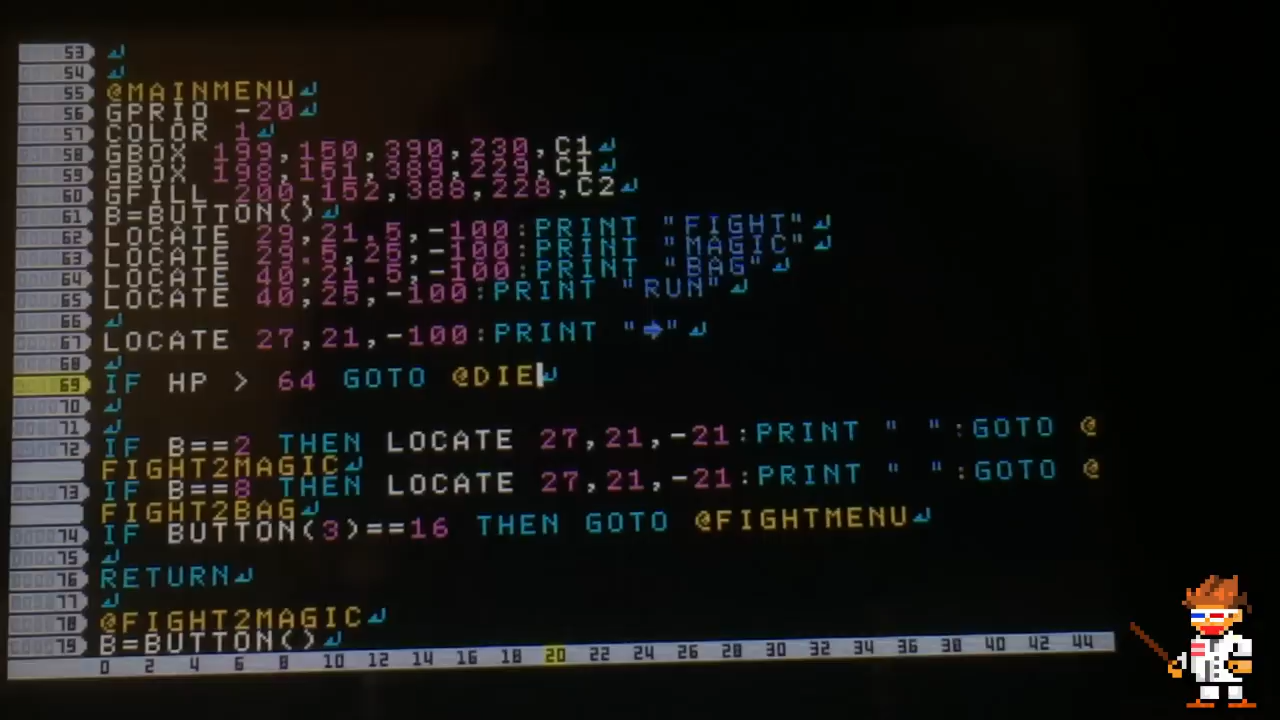 53
54
55 @MAINMENU
56 GPRIO -20
57 COLOR 1
58 GBOX 199,150,390,230,C1
59 GBOX 198,151,389,229,C1
60 GFILL 200,152,388,228,C2
61 B=BUTTON()
62 LOCATE 29,21.5,-100:PRINT "FIGHT"
63 LOCATE 29.5,25,-100:PRINT "MAGIC"
64 LOCATE 40,21.5,-100:PRINT "BAG"
65 LOCATE 40,25,-100:PRINT "RUN"
66
67 LOCATE 27,21,-100:PRINT "➡"
68
69 IF HP > 64 GOTO @DIE
70
71
72 IF B==2 THEN LOCATE 27,21,-21:PRINT " ":GOTO @
FIGHT2MAGIC
73 IF B==8 THEN LOCATE 27,21,-21:PRINT " ":GOTO @
FIGHT2BAG
74 IF BUTTON(3)==16 THEN GOTO @FIGHTMENU
75
76 RETURN
77
78 @FIGHT2MAGIC
79 B=BUTTON()
0 2 4 6 8 10 12 14 16 18 20 22 24 26 28 30 32 34 36 38 40 42 44